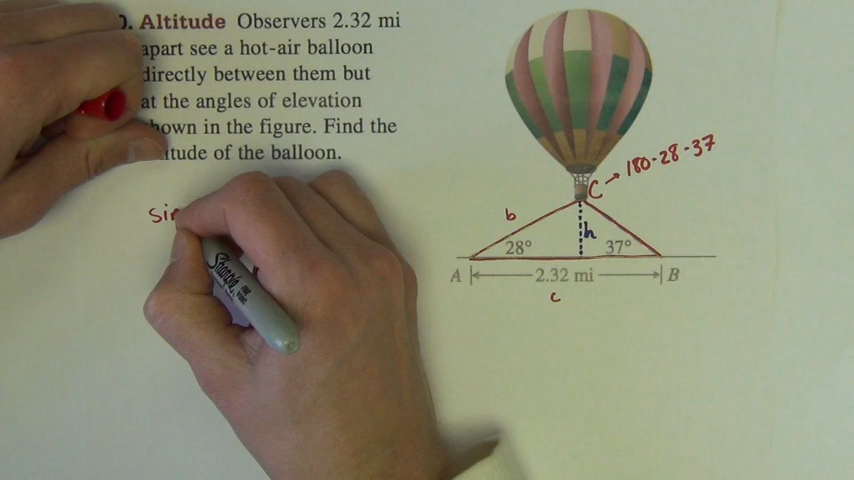 Altitude Observers 2.32 mi
apart see a hot-air balloon
directly between them but
at the angles of elevation
hown in the figure. Find the
itude of the balloon.
C → 180-28-37
b
h
28° 37°
A 2.32 mi B
c
sin
Sharpie